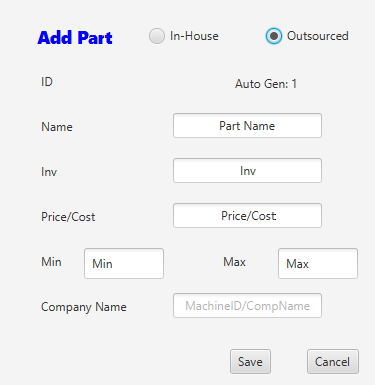 Add Part In-House Outsourced
ID Auto Gen: 1
Name Part Name
Inv Inv
Price/Cost Price/Cost
Min Min Max Max
Company Name MachineID/CompName
Save Cancel